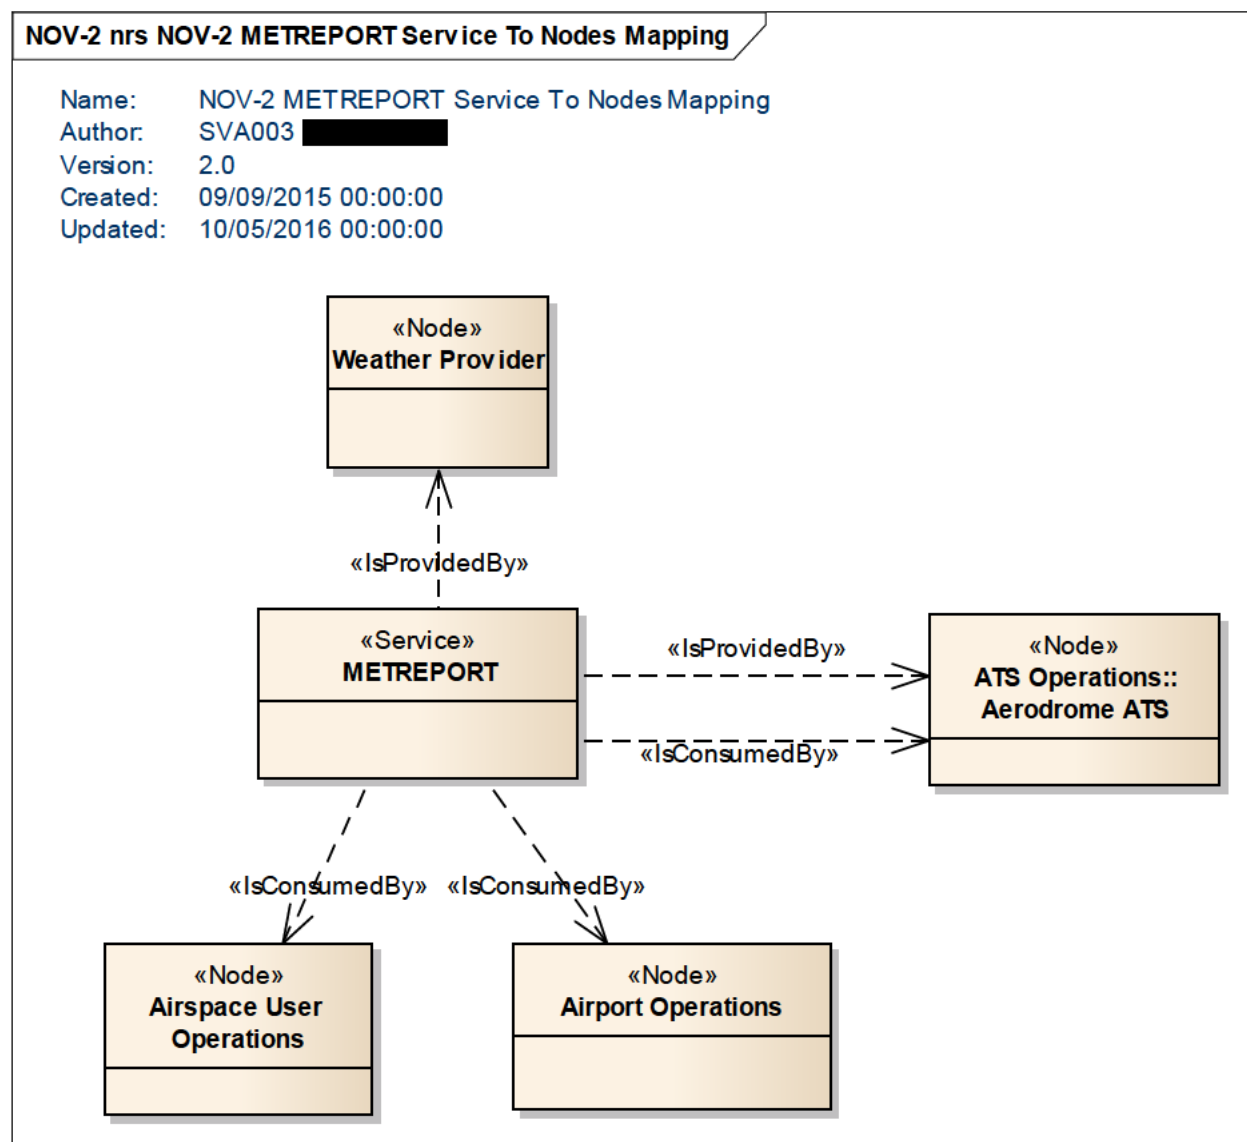 NOV-2 nrs NOV-2 METREPORT Service To Nodes Mapping
Name: NOV-2 METREPORT Service To Nodes Mapping
Author: SVA003
Version: 2.0
Created: 09/09/2015 00:00:00
Updated: 10/05/2016 00:00:00
«Node»
Weather Provider
«IsProvidedBy»
«Service»
METREPORT
«IsProvidedBy»
«IsConsumedBy»
«Node»
ATS Operations::
Aerodrome ATS
«IsConsumedBy»
«IsConsumedBy»
«Node»
Airspace User
Operations
«Node»
Airport Operations